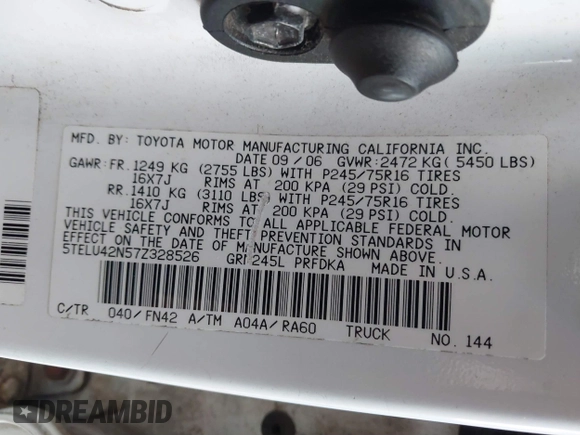 MFD. BY: TOYOTA MOTOR MANUFACTURING CALIFORNIA INC.
DATE 09/06 GVWR:2472 KG( 5450 LBS)
GAWR:FR. 1249 KG (2755 LBS) WITH P245/75R16 TIRES
16X7J RIMS AT 200 KPA (29 PSI) COLD.
RR. 1410 KG (3110 LBS) WITH P245/75R16 TIRES
16X7J RIMS AT 200 KPA (29 PSI) COLD.
THIS VEHICLE CONFORMS TO ALL APPLICABLE FEDERAL MOTOR
VEHICLE SAFETY AND THEFT PREVENTION STANDARDS IN
EFFECT ON THE DATE OF MANUFACTURE SHOWN ABOVE.
5TELU42N57Z328526 GRN245L PRFDKA MADE IN U.S.A.
C/TR 040/FN42 A/TM A04A/RA60 TRUCK NO. 144
DREAMBID